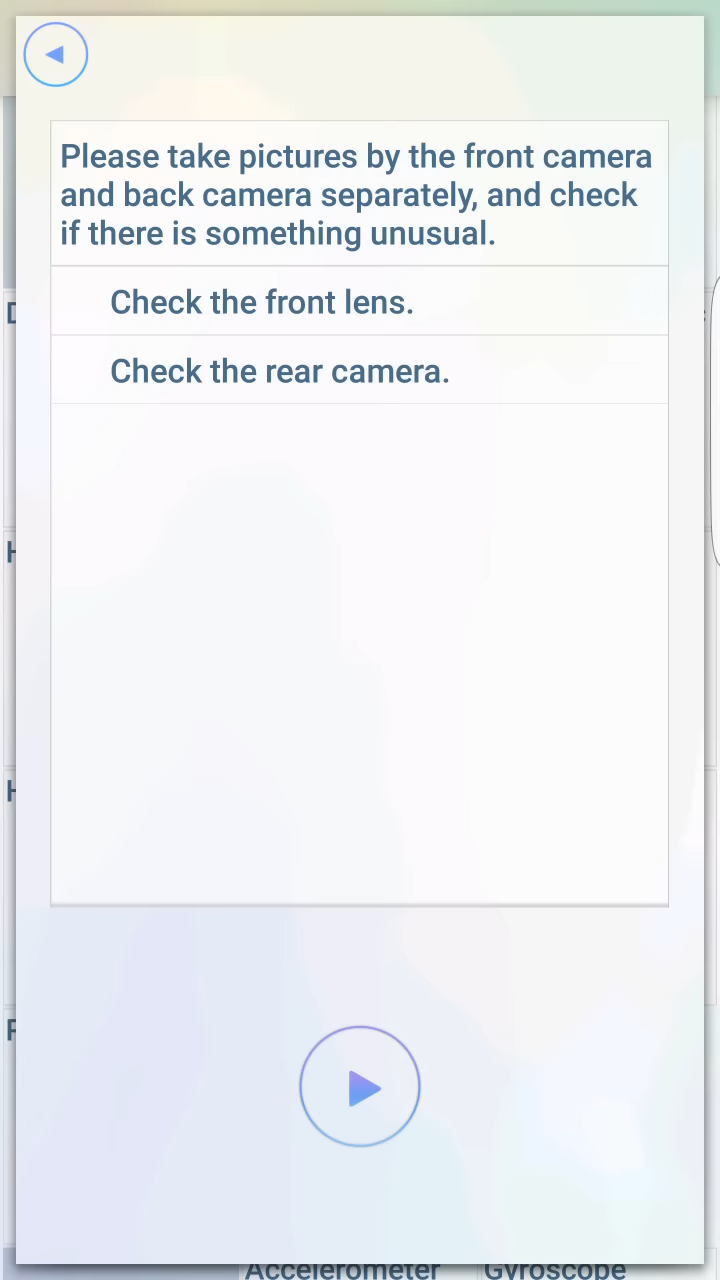 Please take pictures by the front camera
and back camera separately, and check
if there is something unusual.
Check the front lens.
Check the rear camera.
Accelerometer
Gyroscope